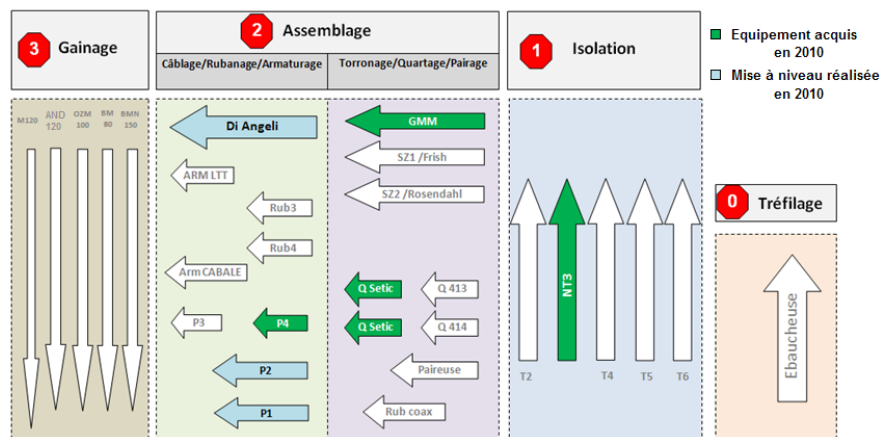 3 Gainage
2 Assemblage
Câblage/Rubanage/Armaturage
Torronage/Quartage/Pairage
1 Isolation
Equipement acquis
en 2010
Mise à niveau réalisée
en 2010
M120
AND
120
OZM
100
BM
80
BMN
150
Di Angeli
ARM LTT
Rub3
Rub4
Arm CABALE
P3
P4
P2
P1
GMM
SZ1 /Frish
SZ2 /Rosendahl
Q Setic
Q 413
Q Setic
Q 414
Paireuse
Rub coax
T2
NT3
T4
T5
T6
0 Tréfilage
Ebaucheuse